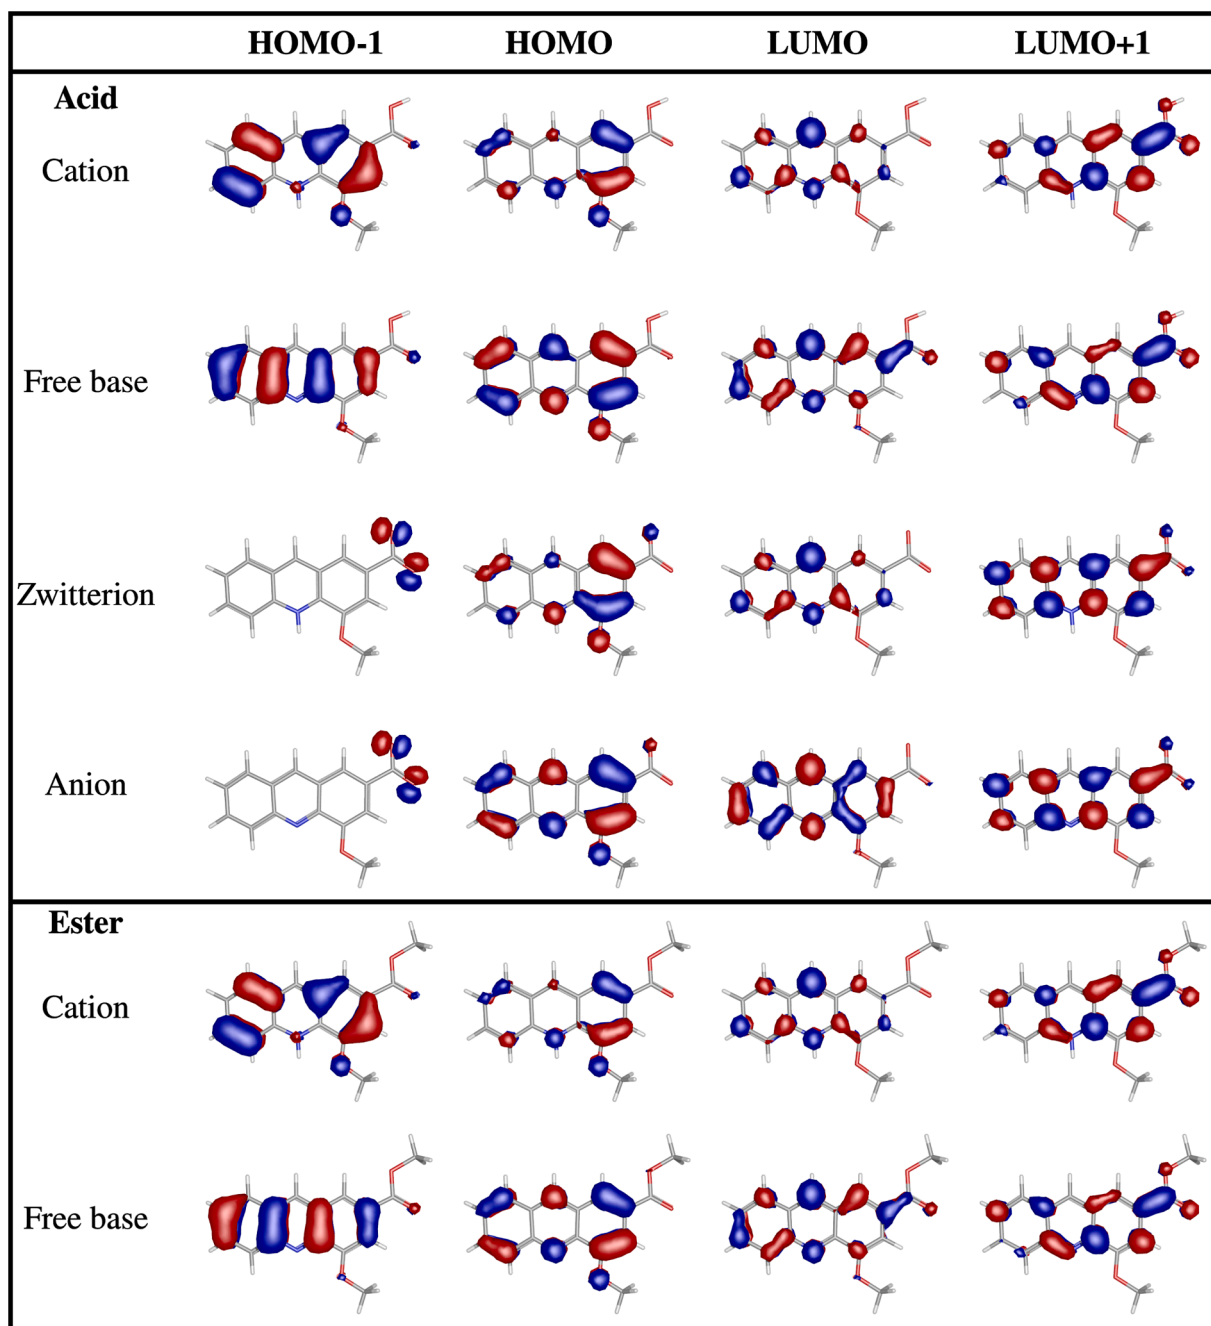 HOMO-1 HOMO LUMO LUMO+1
Acid
Cation
Free base
Zwitterion
Anion
Ester
Cation
Free base